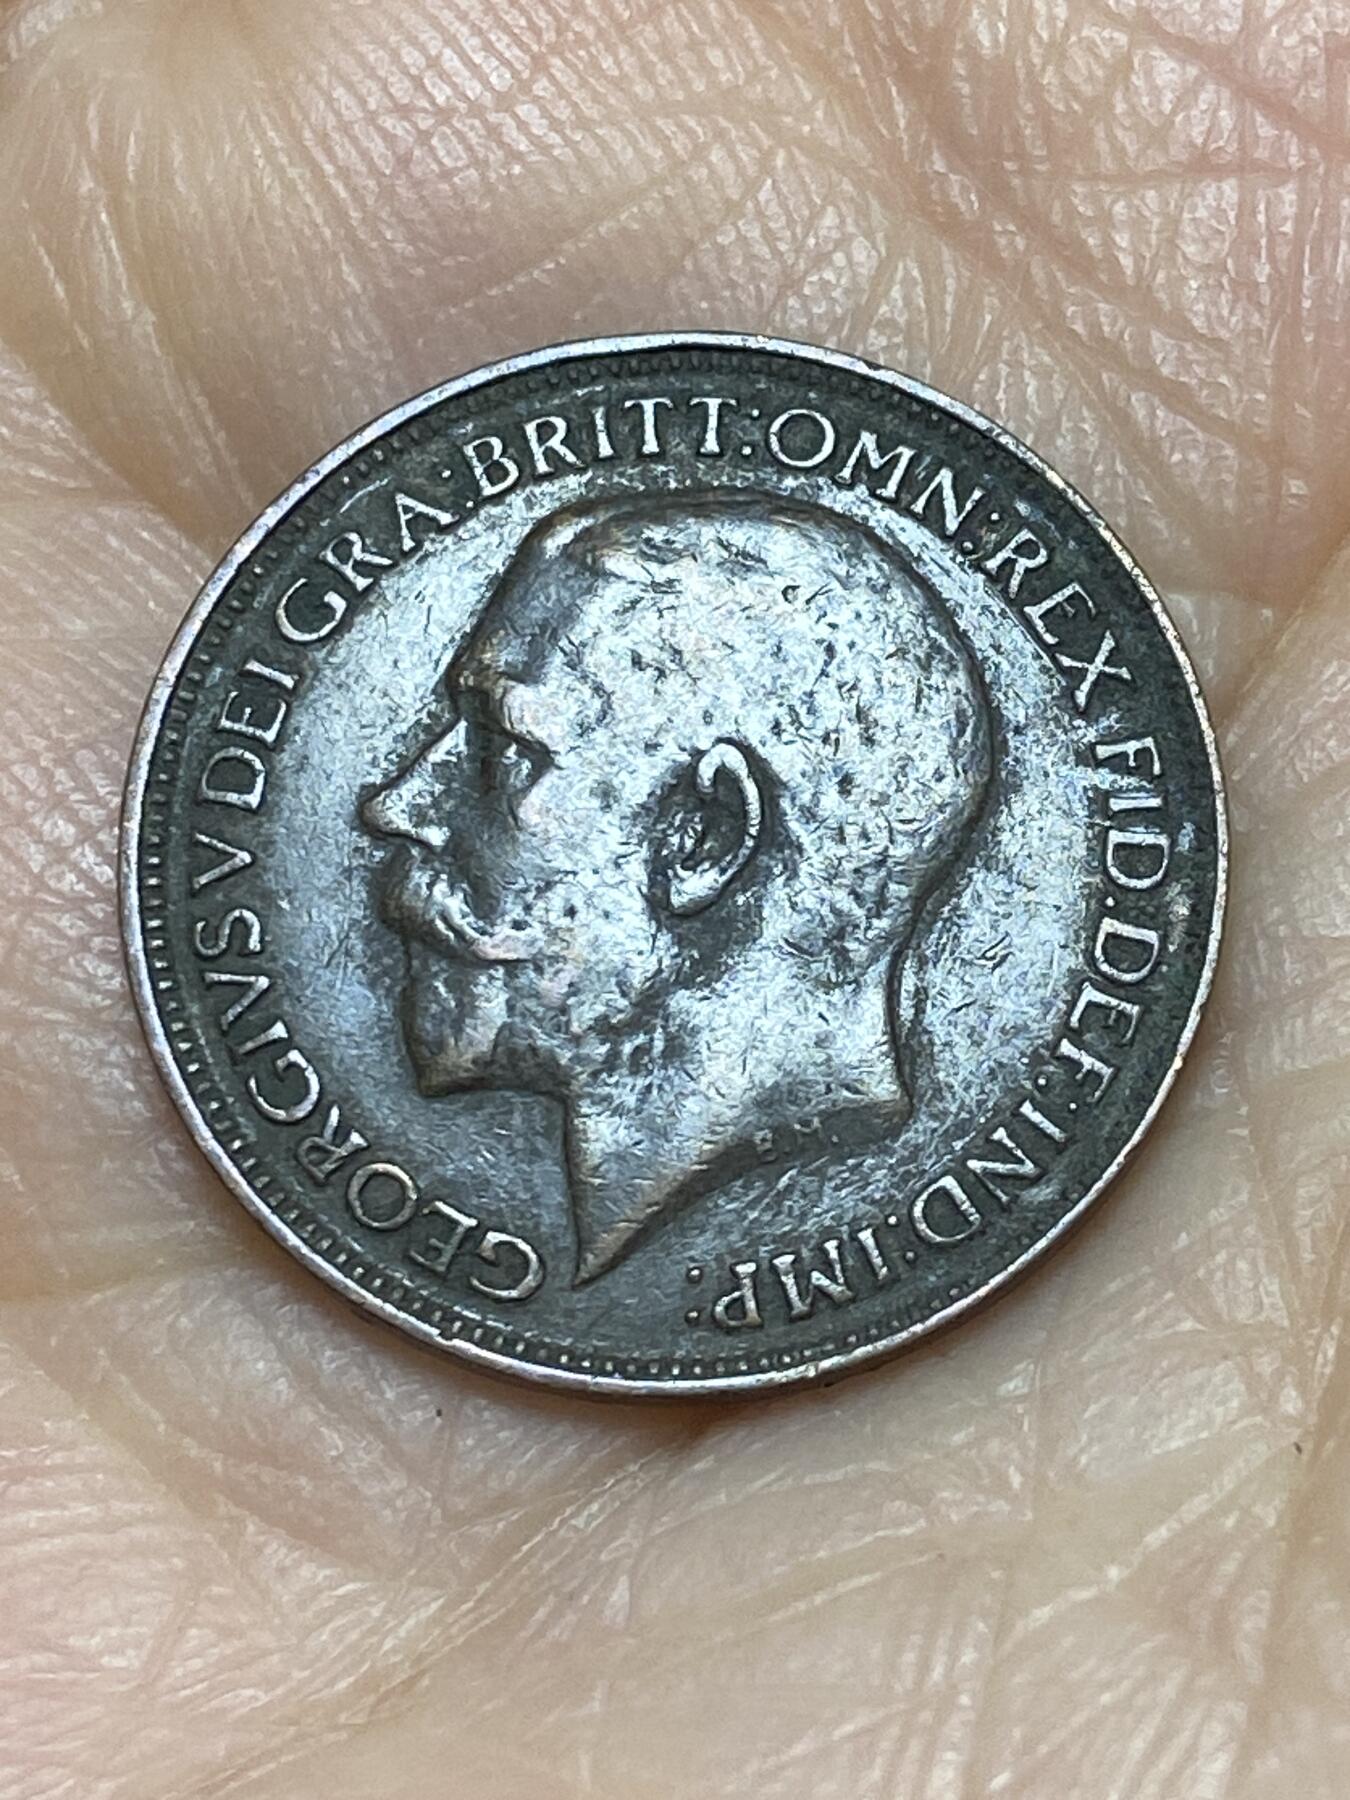 GEORGIVS V DEI GRA: BRITT: OMN: REX FID: DEF: IND: IMP:
B.M.